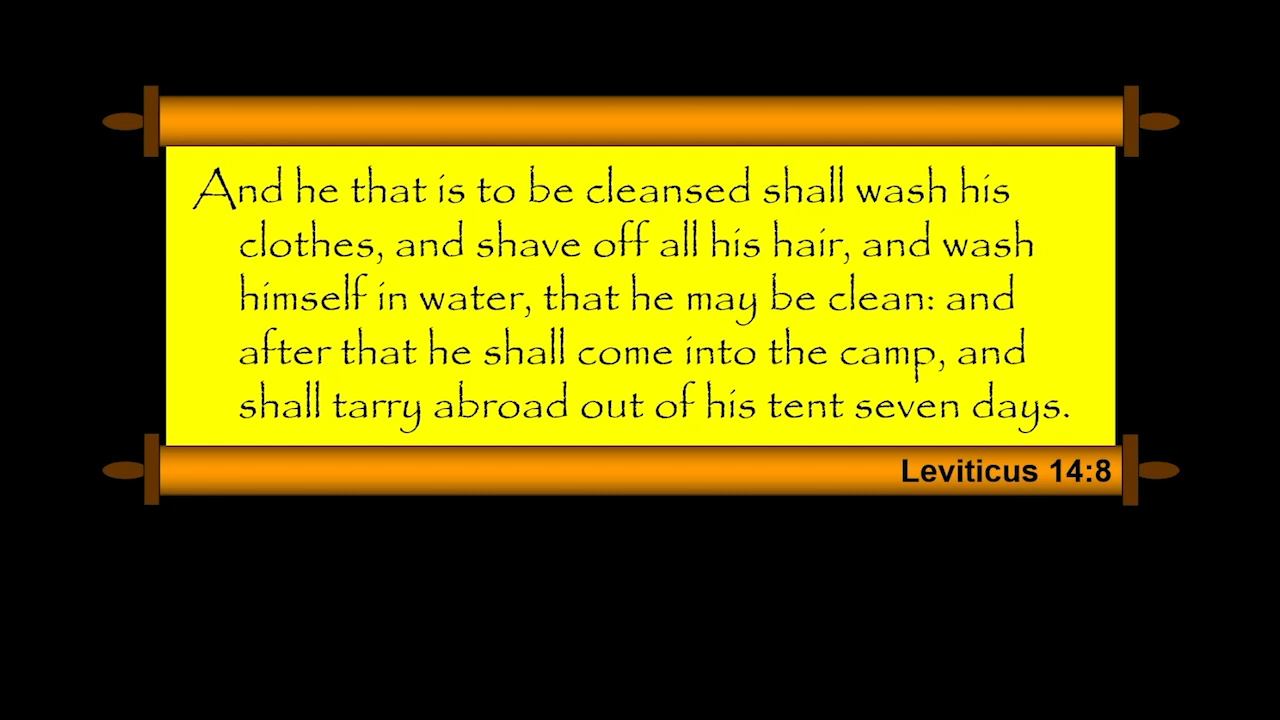 And he that is to be cleansed shall wash his
clothes, and shave off all his hair, and wash
himself in water, that he may be clean: and
after that he shall come into the camp, and
shall tarry abroad out of his tent seven days.
Leviticus 14:8